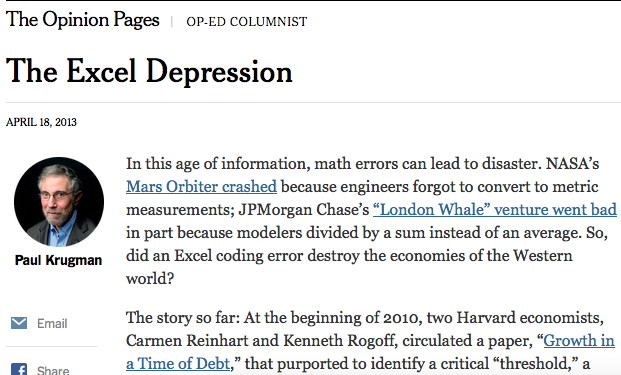 The Opinion Pages | OP-ED COLUMNIST
The Excel Depression
APRIL 18, 2013
Paul Krugman
In this age of information, math errors can lead to disaster. NASA’s
Mars Orbiter crashed because engineers forgot to convert to metric
measurements; JPMorgan Chase’s “London Whale” venture went bad
in part because modelers divided by a sum instead of an average. So,
did an Excel coding error destroy the economies of the Western
world?
The story so far: At the beginning of 2010, two Harvard economists,
Carmen Reinhart and Kenneth Rogoff, circulated a paper, “Growth in
a Time of Debt,” that purported to identify a critical “threshold,” a
Email
Share